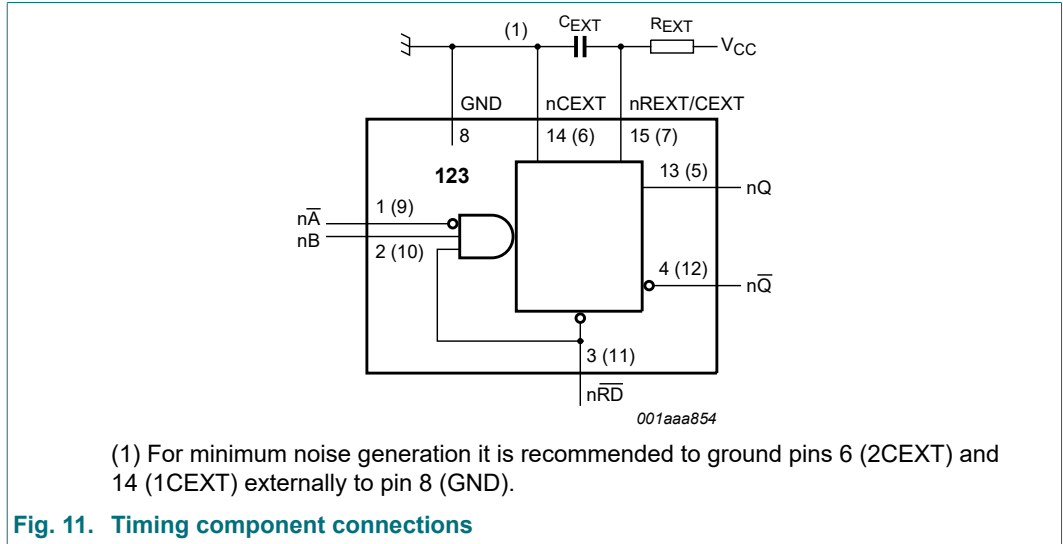 (1) CEXT REXT
VCC
GND nCEXT nREXT/CEXT
8 14 (6) 15 (7)
123
13 (5)
nQ
1 (9)
nA̅
nB
2 (10)
4 (12)
nQ̅
3 (11)
nR̅D̅
001aaa854
(1) For minimum noise generation it is recommended to ground pins 6 (2CEXT) and
14 (1CEXT) externally to pin 8 (GND).
Fig. 11. Timing component connections